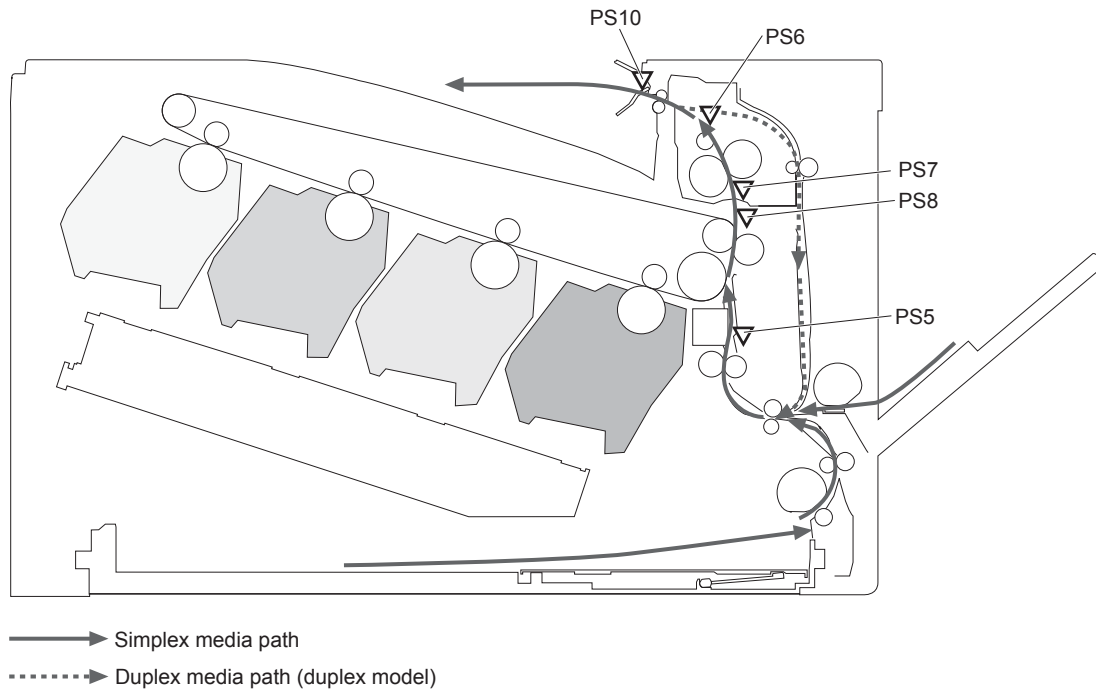 PS10
PS6
PS7
PS8
PS5
Simplex media path
Duplex media path (duplex model)